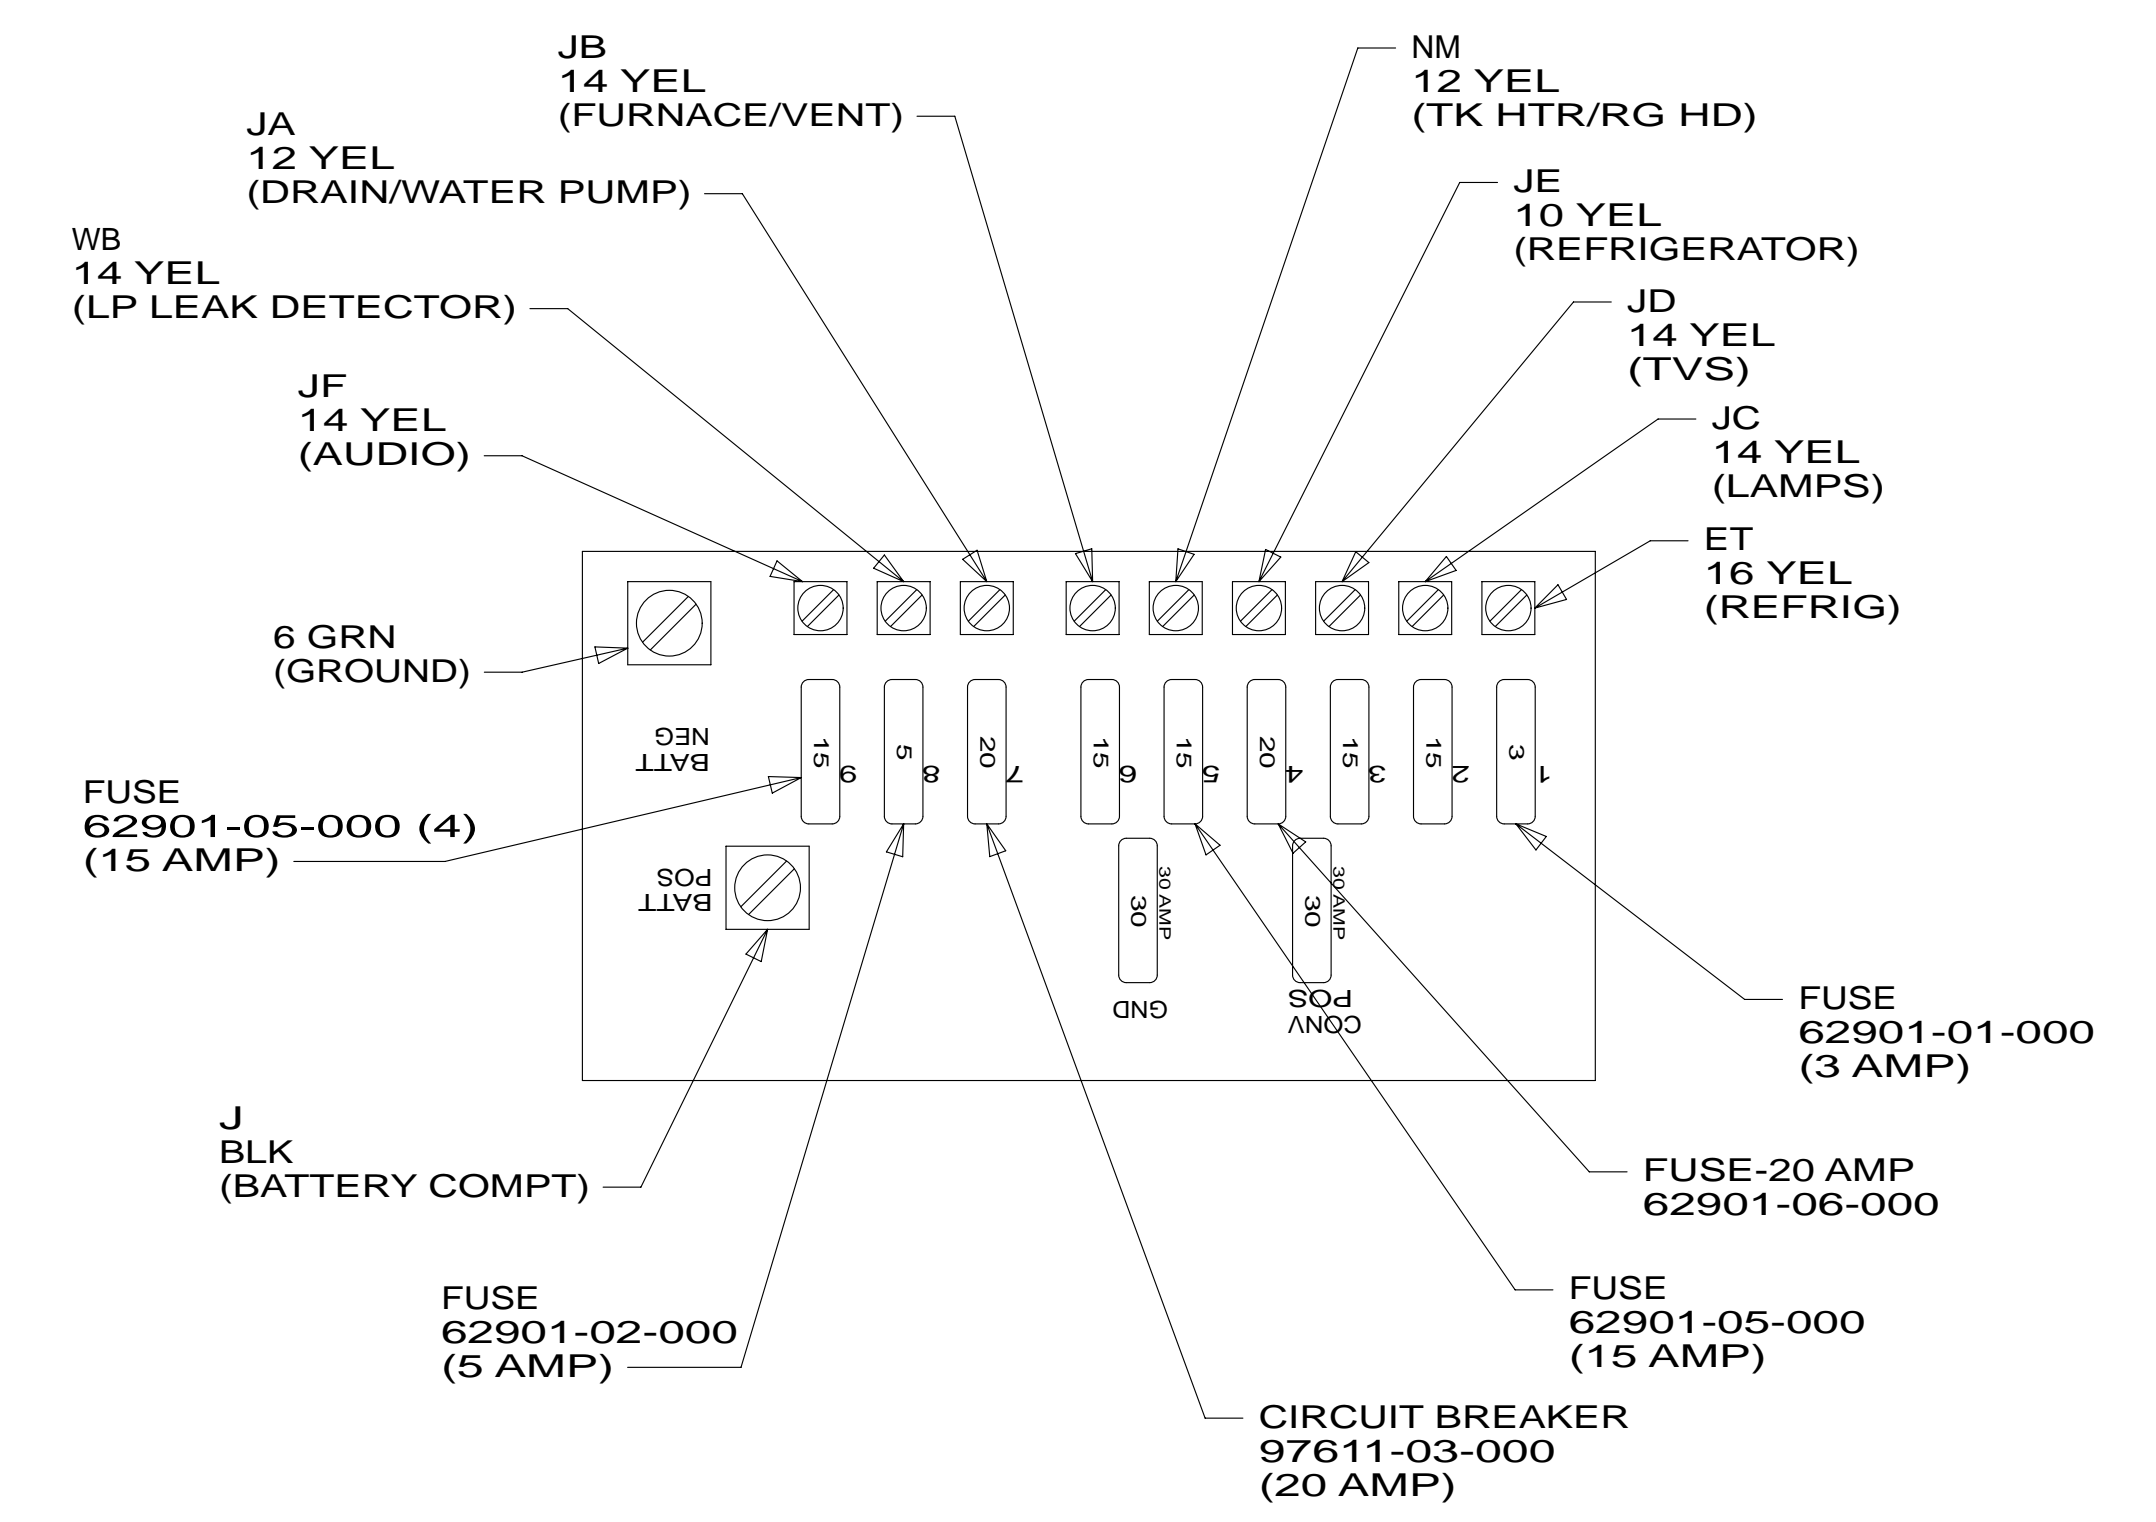 JB
14 YEL
(FURNACE/VENT)
NM
12 YEL
(TK HTR/RG HD)
JA
12 YEL
(DRAIN/WATER PUMP)
JE
10 YEL
(REFRIGERATOR)
WB
14 YEL
(LP LEAK DETECTOR)
JD
14 YEL
(TVS)
JF
14 YEL
(AUDIO)
JC
14 YEL
(LAMPS)
ET
16 YEL
(REFRIG)
6 GRN
(GROUND)
BATT
NEG
15
9
5
8
20
7
15
6
15
5
20
4
15
3
15
2
3
1
FUSE
62901-05-000 (4)
(15 AMP)
BATT
POS
30
30 AMP
30
30 AMP
GND
CONV
POS
FUSE
62901-01-000
(3 AMP)
J
BLK
(BATTERY COMPT)
FUSE-20 AMP
62901-06-000
FUSE
62901-02-000
(5 AMP)
FUSE
62901-05-000
(15 AMP)
CIRCUIT BREAKER
97611-03-000
(20 AMP)